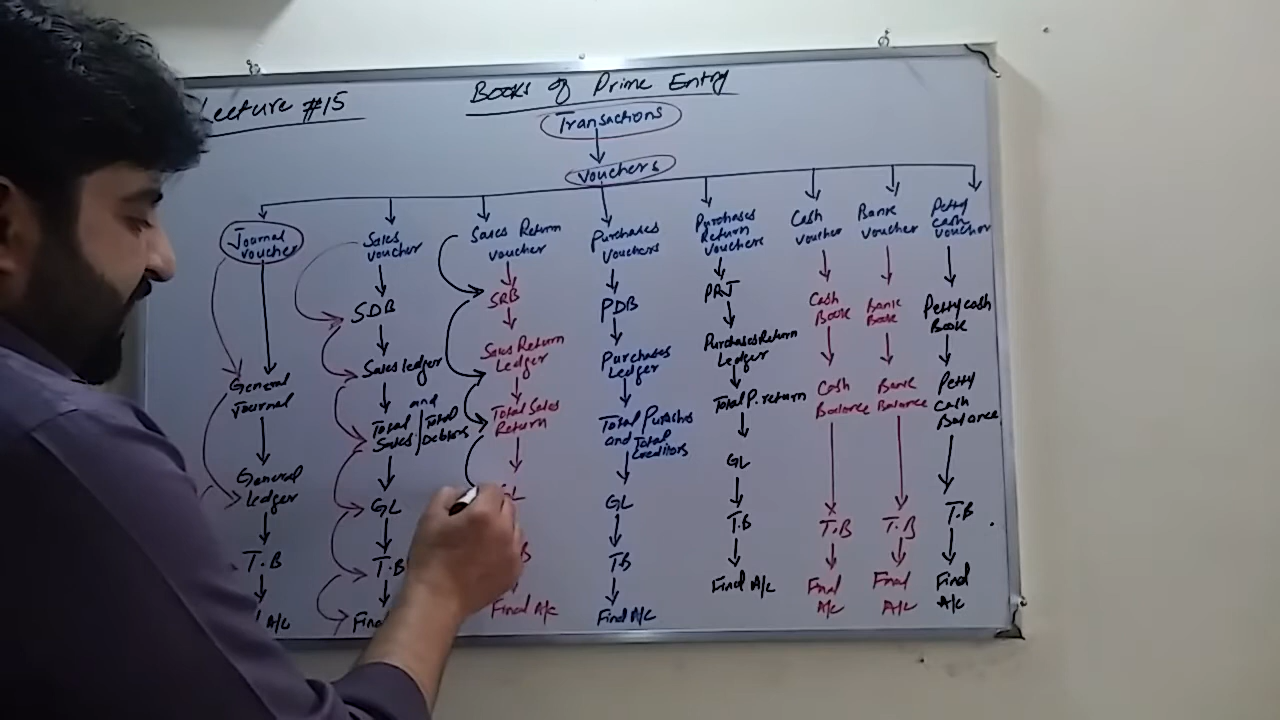 Lecture #15
Books of Prime Entry
Transactions
Vouchers
Journal
voucher
General
Journal
General
ledger
T.B
A/c
Sales
voucher
SDB
Sales ledger
and
Total
Sales/Total
Debtors
GL
T.B
Final
Sales Return
voucher
SRB
Sales Return
Ledger
Total Sales
Return
GL
B
Final A/c
Purchases
Vouchers
PDB
Purchases
Ledger
and Total
Creditors
GL
TB
Final A/c
Purchases
Return
vouchers
PRJ
Purchases Return
Ledger
Total P. return
GL
T.B
Final A/c
Cash
voucher
Cash
Book
Cash
Balance
T.B
Final
A/c
Bank
voucher
Bank
Book
Bank
Balance
T.B
Final
A/c
Petty
cash
voucher
Petty cash
Book
Petty
Cash
Balance
T.B
Final
A/c